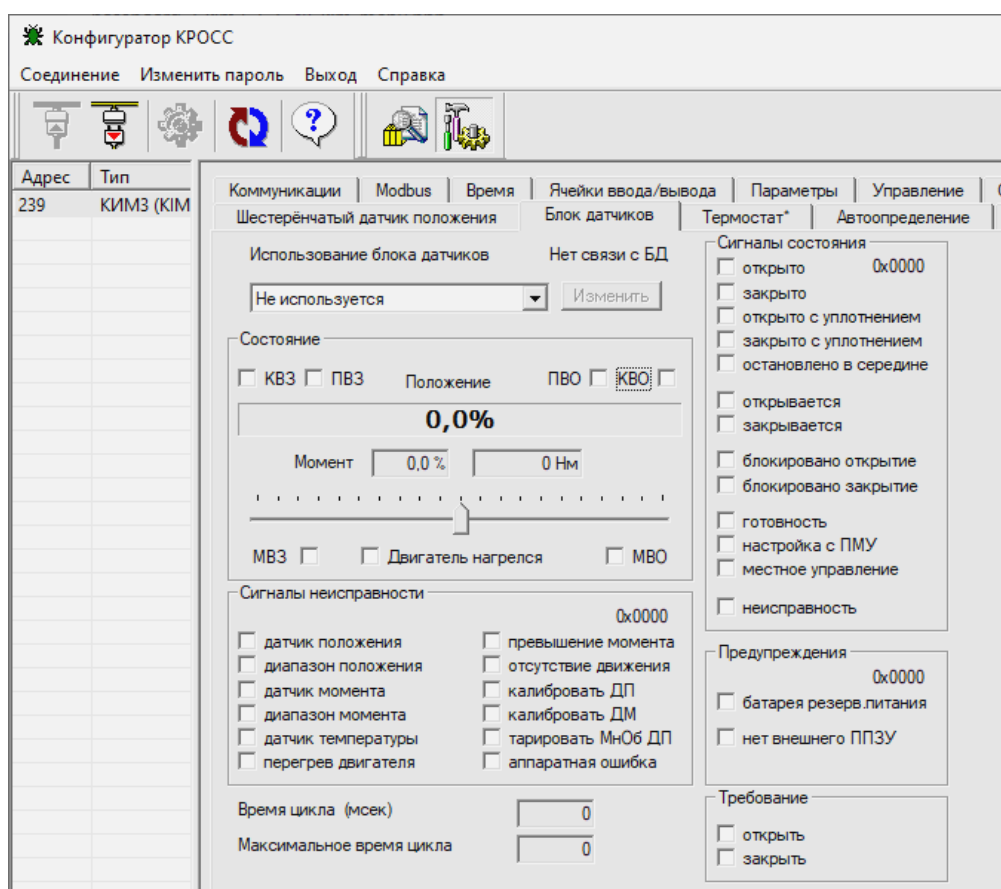 Конфигуратор КРОСС
Соединение Изменить пароль Выход Справка
Адрес Тип
239 КИМ3 (KIM
Коммуникации Modbus Время Ячейки ввода/вывода Параметры Управление
Шестерёнчатый датчик положения Блок датчиков Термостат* Автоопределение
Использование блока датчиков Нет связи с БД
Не используется Изменить
Состояние
КВЗ ПВЗ Положение ПВО КВО
0,0%
Момент 0,0 % 0 Нм
МВЗ Двигатель нагрелся МВО
Сигналы неисправности
0x0000
датчик положения превышение момента
диапазон положения отсутствие движения
датчик момента калибровать ДП
диапазон момента калибровать ДМ
датчик температуры тарировать МнОб ДП
перегрев двигателя аппаратная ошибка
Время цикла (мсек) 0
Максимальное время цикла 0
Сигналы состояния
открыто 0x0000
закрыто
открыто с уплотнением
закрыто с уплотнением
остановлено в середине
открывается
закрывается
блокировано открытие
блокировано закрытие
готовность
настройка с ПМУ
местное управление
неисправность
Предупреждения
0x0000
батарея резерв.питания
нет внешнего ППЗУ
Требование
открыть
закрыть